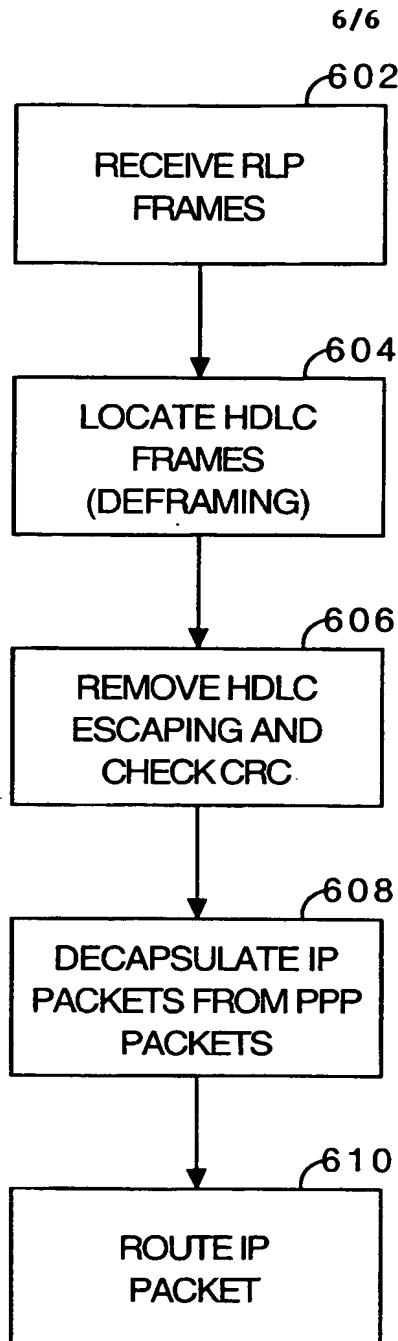 6/6
602
RECEIVE RLP
FRAMES
604
LOCATE HDLC
FRAMES
(DEFRAMING)
606
REMOVE HDLC
ESCAPING AND
CHECK CRC
608
DECAPSULATE IP
PACKETS FROM PPP
PACKETS
610
ROUTE IP
PACKET